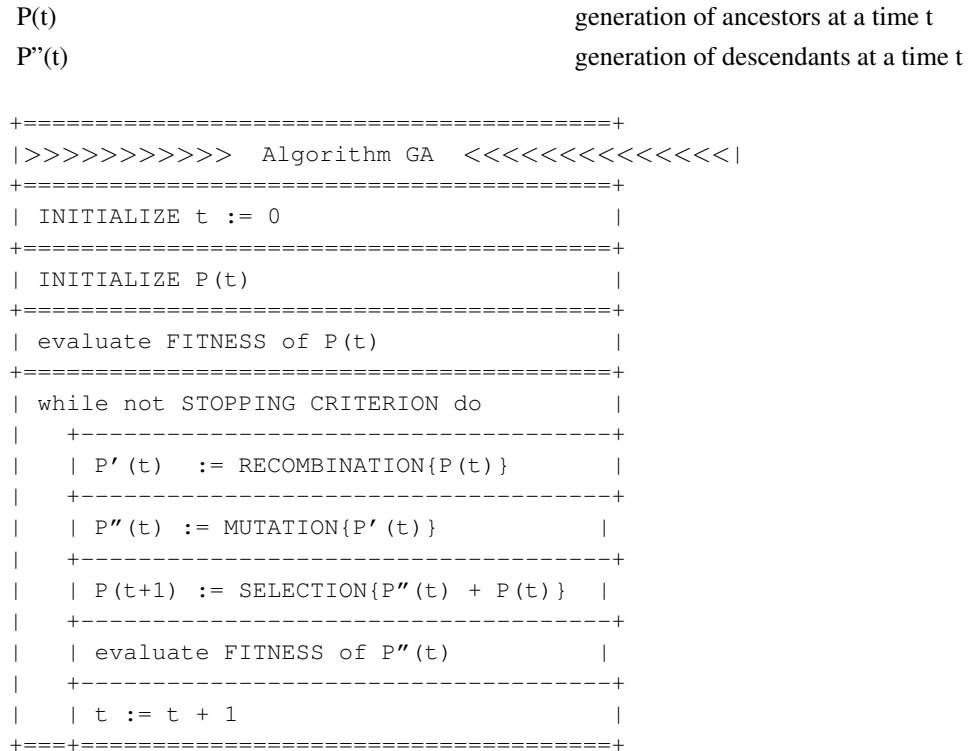 P(t) generation of ancestors at a time t
P”(t) generation of descendants at a time t
+=========================================+
|>>>>>>>>>>> Algorithm GA <<<<<<<<<<<<<<|
+=========================================+
| INITIALIZE t := 0 |
+=========================================+
| INITIALIZE P(t) |
+=========================================+
| evaluate FITNESS of P(t) |
+=========================================+
| while not STOPPING CRITERION do |
| +-------------------------------------+
| | P'(t) := RECOMBINATION{P(t)} |
| +-------------------------------------+
| | P"(t) := MUTATION{P'(t)} |
| +-------------------------------------+
| | P(t+1) := SELECTION{P"(t) + P(t)} |
| +-------------------------------------+
| | evaluate FITNESS of P"(t) |
| +-------------------------------------+
| | t := t + 1 |
+===+=====================================+